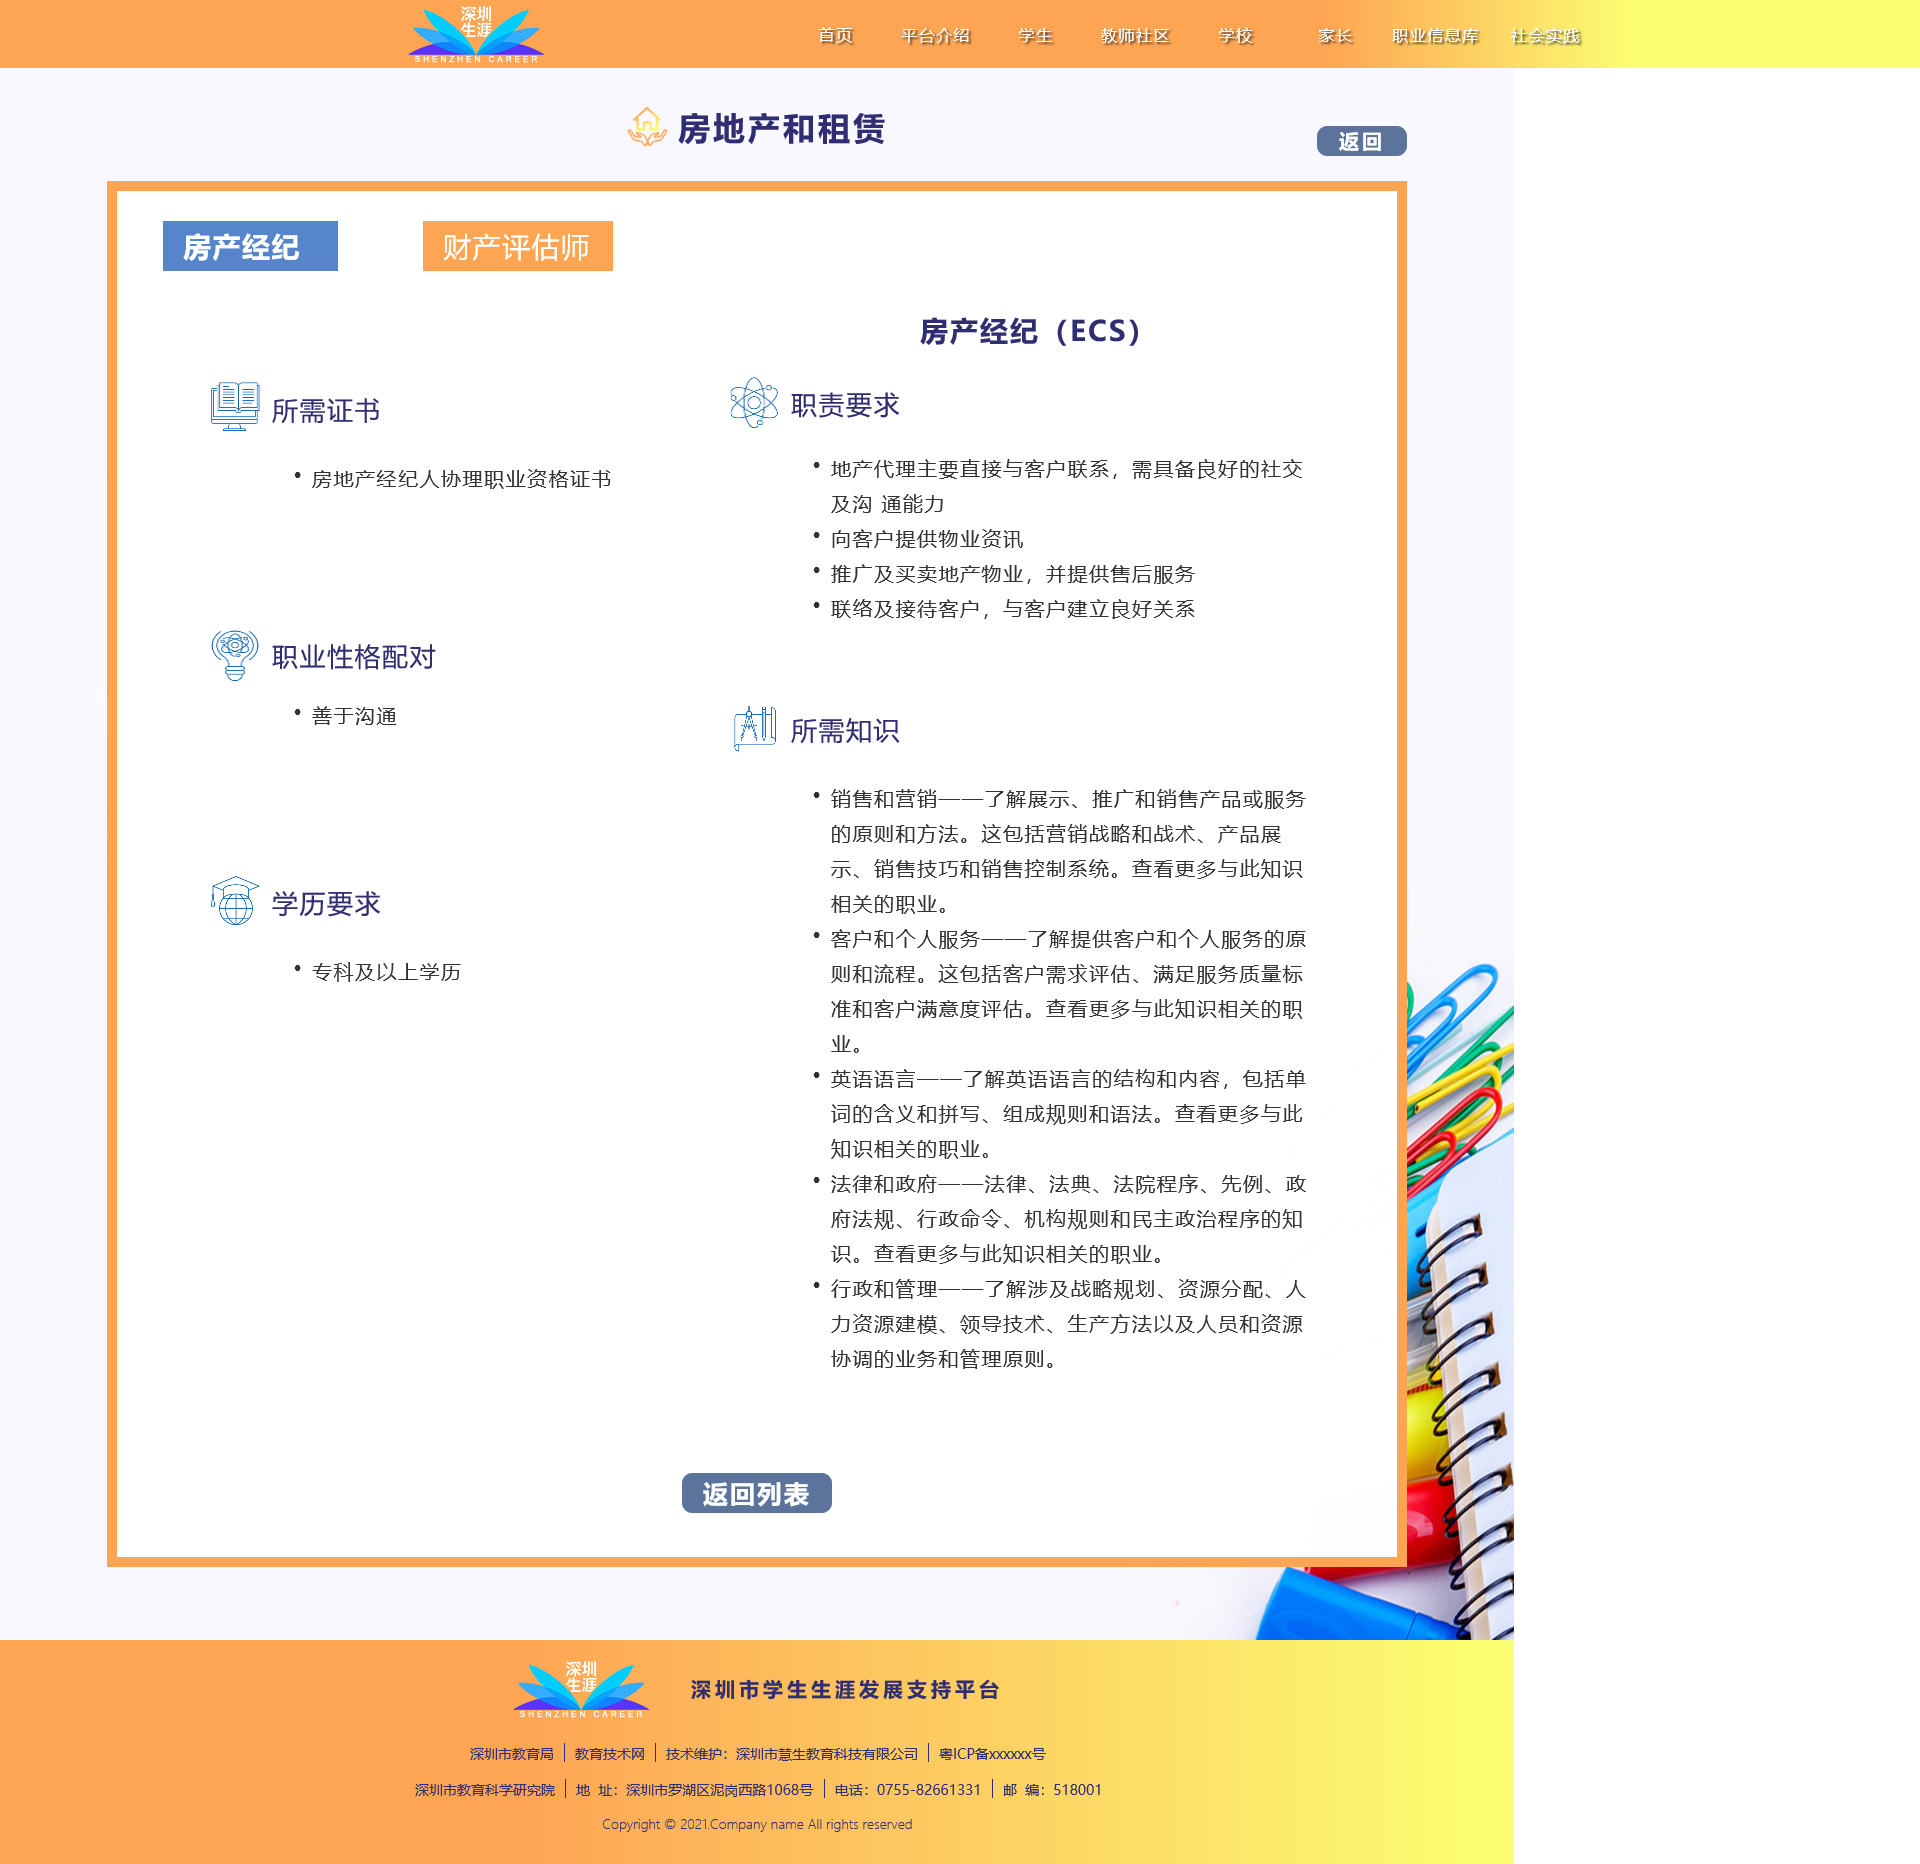 深圳
生涯
SHENZHEN CAREER
首页 平台介绍 学生 教师社区 学校 家长 职业信息库 社会实践
房地产和租赁
返回
房产经纪 财产评估师
房产经纪（ECS）
所需证书
• 房地产经纪人协理职业资格证书
职业性格配对
• 善于沟通
学历要求
• 专科及以上学历
职责要求
• 地产代理主要直接与客户联系，需具备良好的社交
及沟 通能力
• 向客户提供物业资讯
• 推广及买卖地产物业，并提供售后服务
• 联络及接待客户，与客户建立良好关系
所需知识
• 销售和营销——了解展示、推广和销售产品或服务
的原则和方法。这包括营销战略和战术、产品展
示、销售技巧和销售控制系统。查看更多与此知识
相关的职业。
• 客户和个人服务——了解提供客户和个人服务的原
则和流程。这包括客户需求评估、满足服务质量标
准和客户满意度评估。查看更多与此知识相关的职
业。
• 英语语言——了解英语语言的结构和内容，包括单
词的含义和拼写、组成规则和语法。查看更多与此
知识相关的职业。
• 法律和政府——法律、法典、法院程序、先例、政
府法规、行政命令、机构规则和民主政治程序的知
识。查看更多与此知识相关的职业。
• 行政和管理——了解涉及战略规划、资源分配、人
力资源建模、领导技术、生产方法以及人员和资源
协调的业务和管理原则。
返回列表
深圳
生涯
SHENZHEN CAREER
深圳市学生生涯发展支持平台
深圳市教育局 | 教育技术网 | 技术维护：深圳市慧生教育科技有限公司 | 粤ICP备xxxxxx号
深圳市教育科学研究院 | 地 址：深圳市罗湖区泥岗西路1068号 | 电话：0755-82661331 | 邮 编：518001
Copyright © 2021.Company name All rights reserved